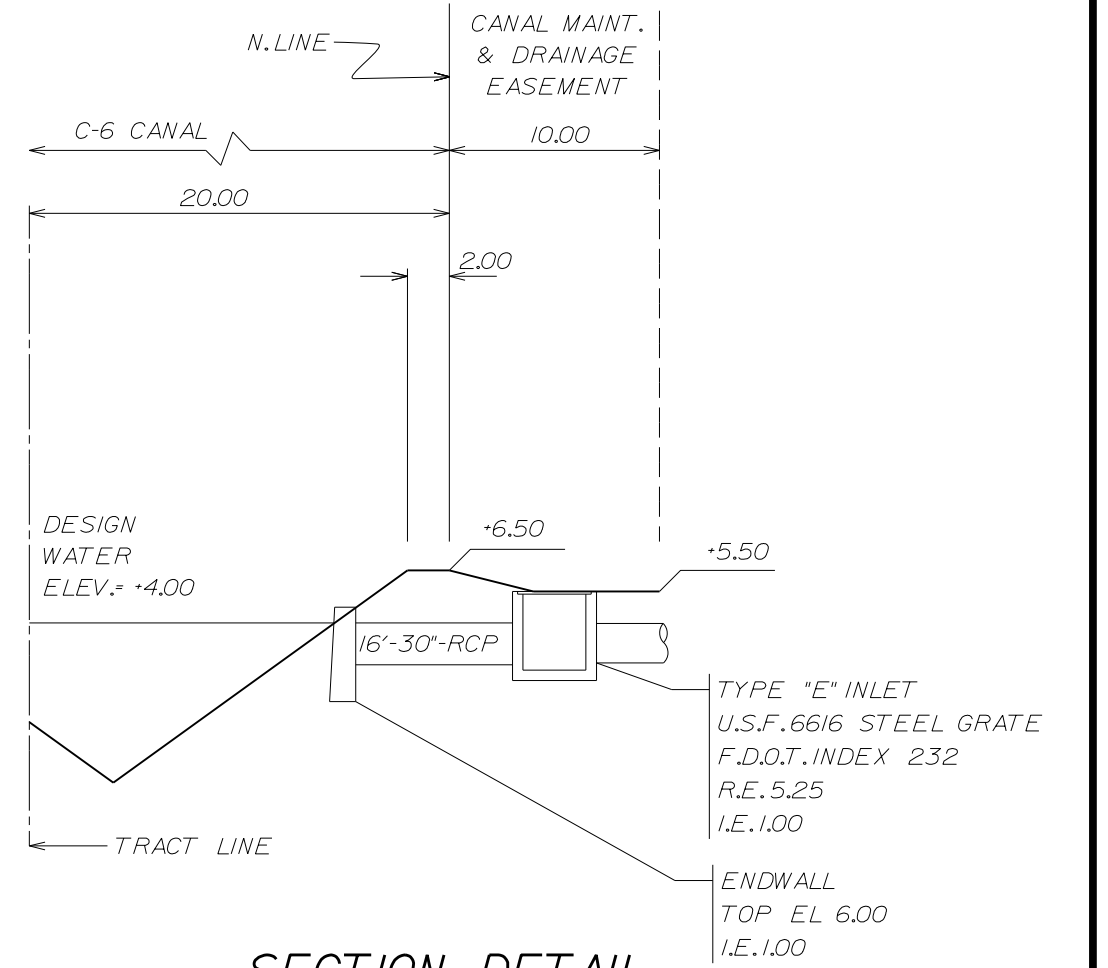 N. LINE
CANAL MAINT.
& DRAINAGE
EASEMENT
C-6 CANAL
10.00
20.00
2.00
DESIGN
WATER
ELEV.= +4.00
+6.50
+5.50
16'-30"-RCP
TYPE "E" INLET
U.S.F. 6616 STEEL GRATE
F.D.O.T. INDEX 232
R.E. 5.25
I.E. 1.00
TRACT LINE
ENDWALL
TOP EL 6.00
I.E. 1.00
SECTION DETAIL